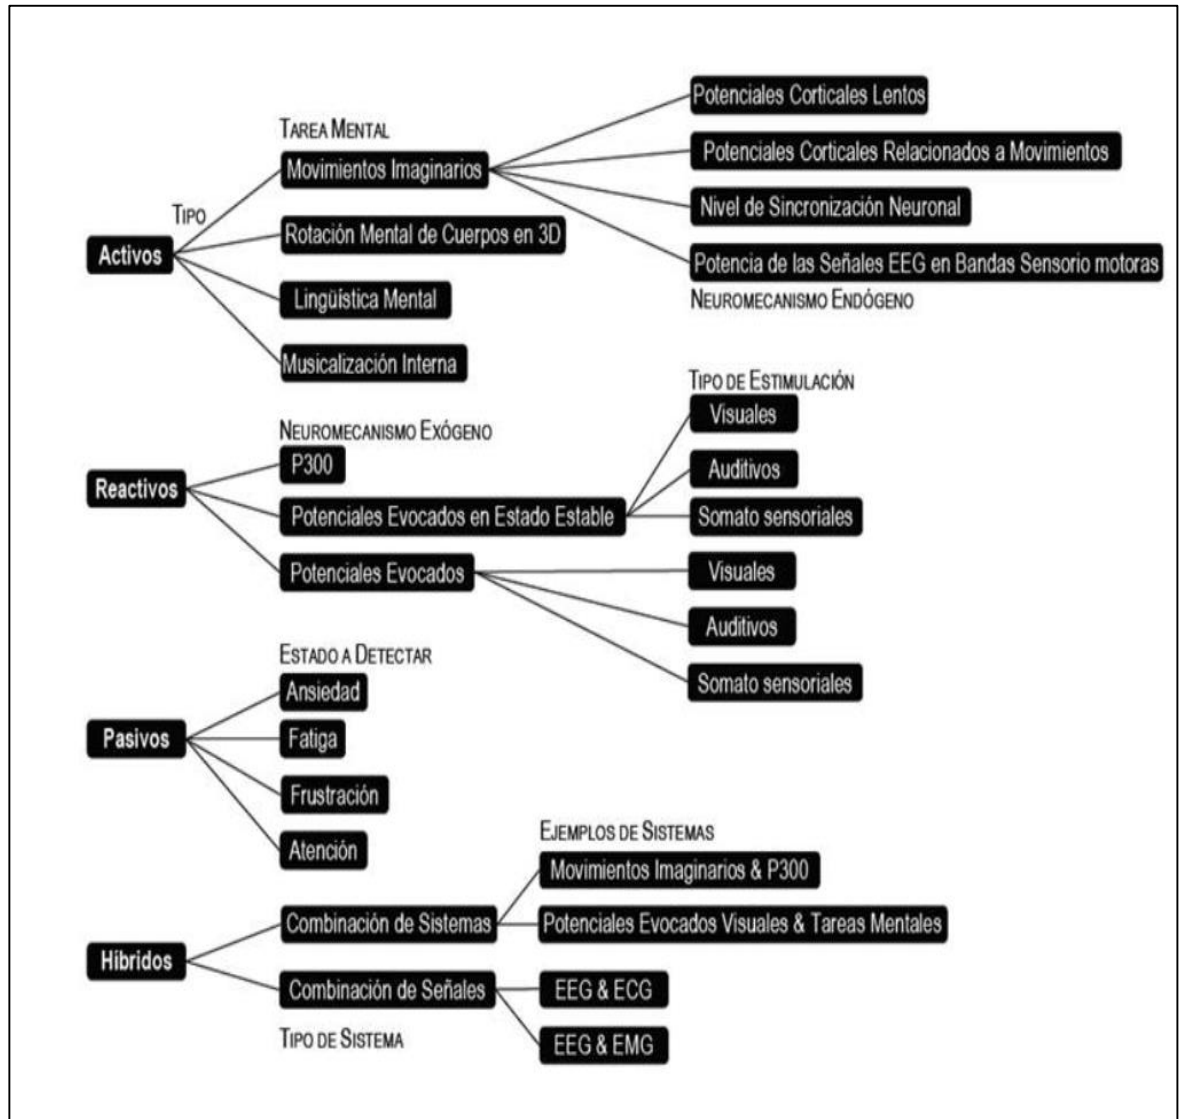 TIPO
Activos
TAREA MENTAL
Movimientos Imaginarios
Rotación Mental de Cuerpos en 3D
Lingüística Mental
Musicalización Interna
Potenciales Corticales Lentos
Potenciales Corticales Relacionados a Movimientos
Nivel de Sincronización Neuronal
Potencia de las Señales EEG en Bandas Sensorio motoras
NEUROMECANISMO ENDÓGENO
Reactivos
NEUROMECANISMO EXÓGENO
P300
Potenciales Evocados en Estado Estable
Potenciales Evocados
TIPO DE ESTIMULACIÓN
Visuales
Auditivos
Somato sensoriales
Visuales
Auditivos
Somato sensoriales
Pasivos
ESTADO A DETECTAR
Ansiedad
Fatiga
Frustración
Atención
Híbridos
Combinación de Sistemas
Combinación de Señales
TIPO DE SISTEMA
EJEMPLOS DE SISTEMAS
Movimientos Imaginarios & P300
Potenciales Evocados Visuales & Tareas Mentales
EEG & ECG
EEG & EMG